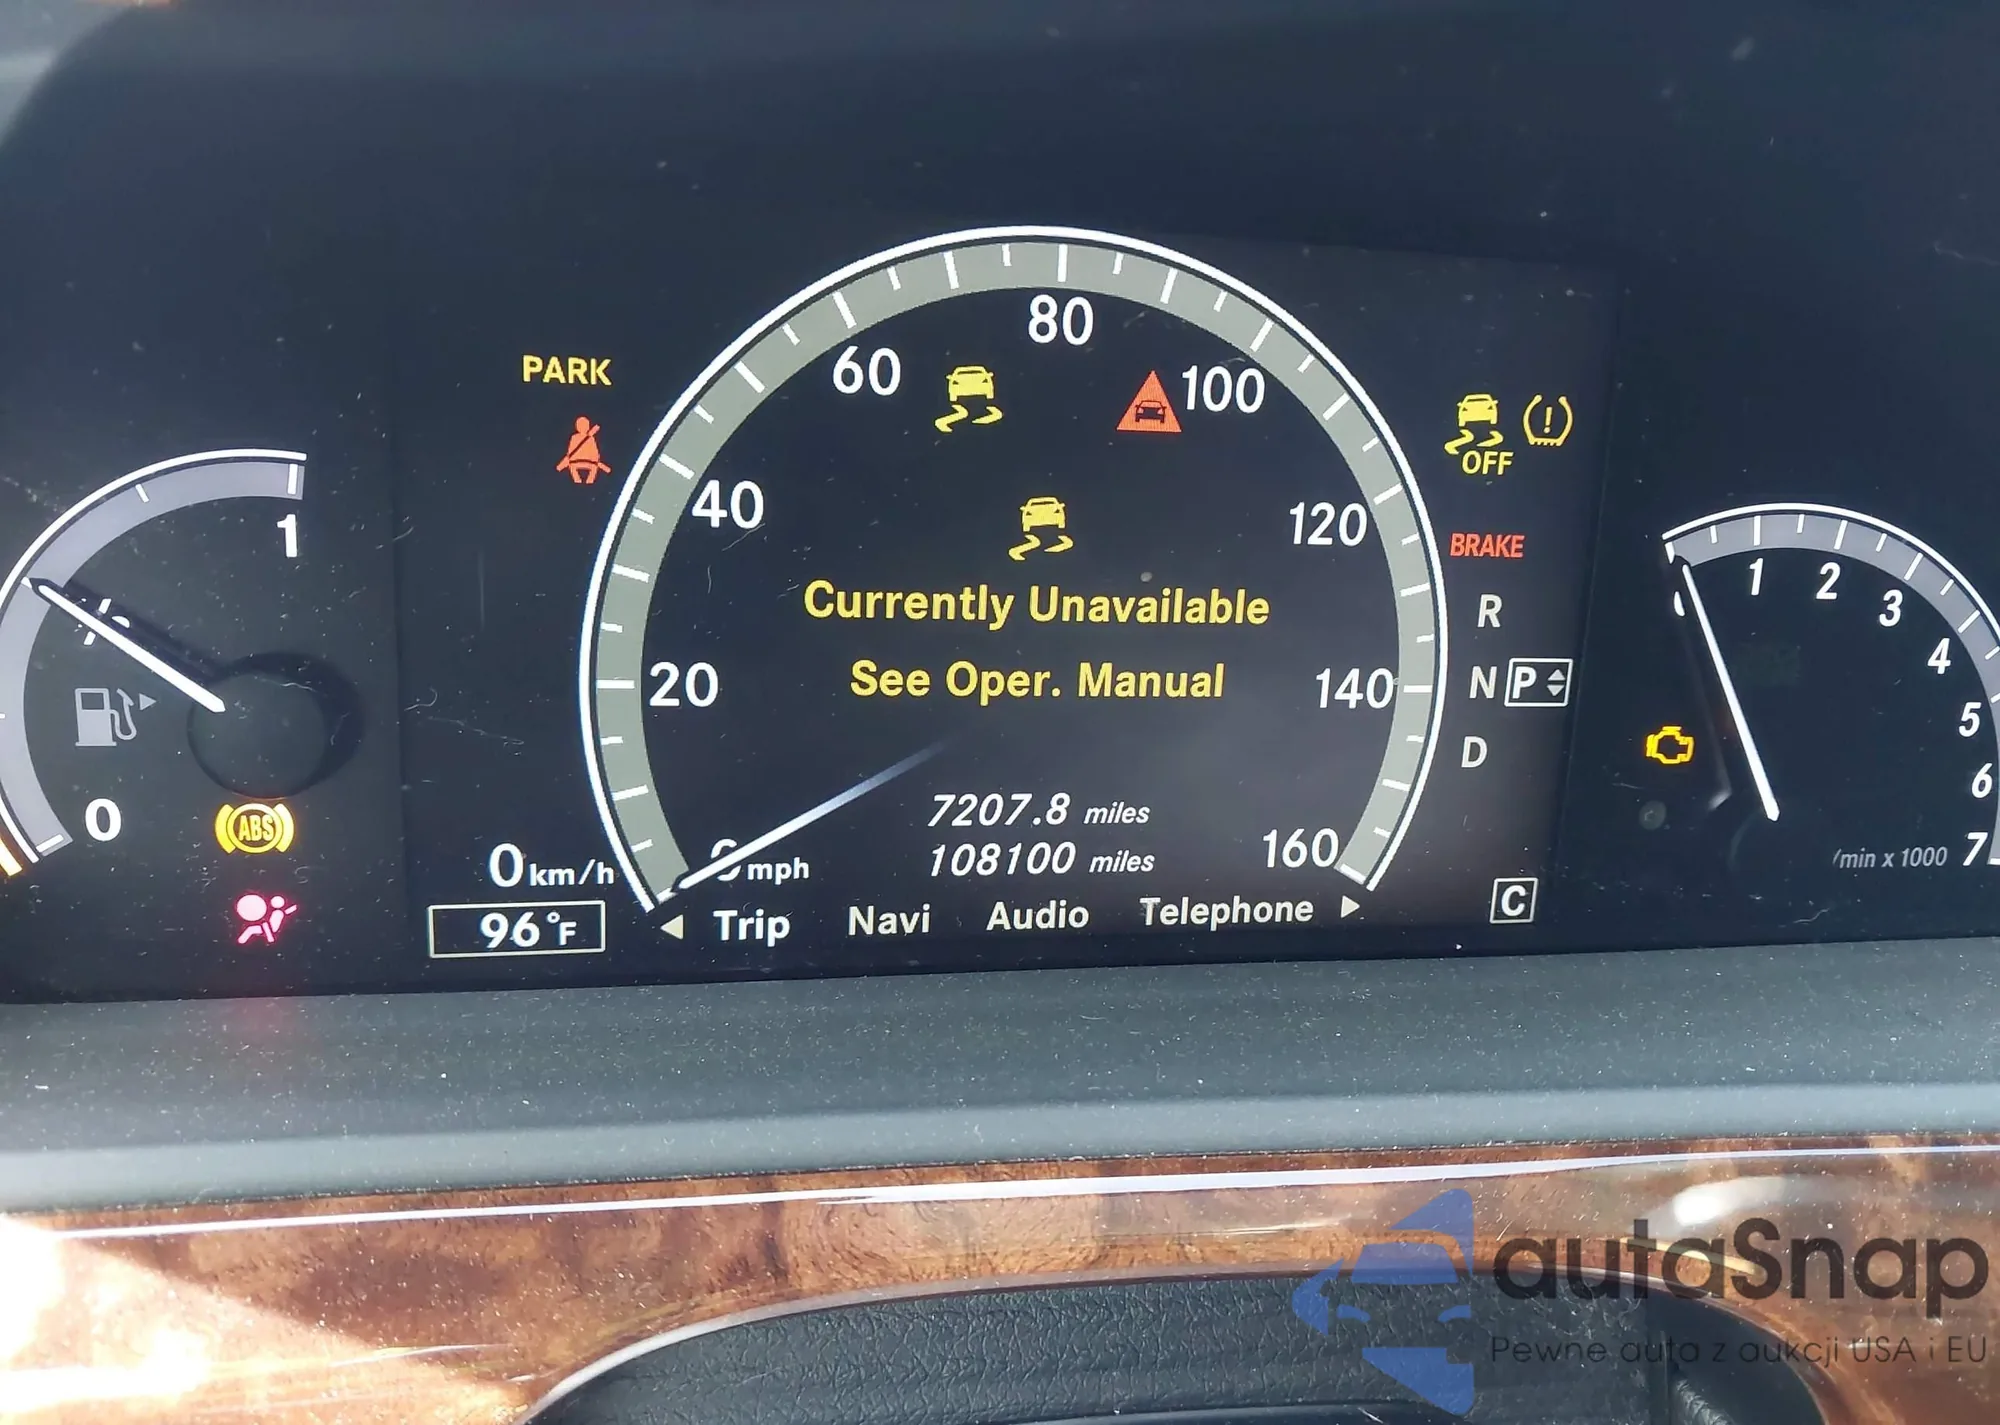 PARK
80
60
100
OFF
40
120
BRAKE
1
Currently Unavailable
R
1 2 3 4 5 6 7
20
See Oper. Manual
140
N P
D
ABS
0
7207.8 miles
0 km/h
mph
108100 miles
160
/min x 1000
96°F
Trip Navi Audio Telephone
C
autaSnap
Pewne auta z aukcji USA i EU